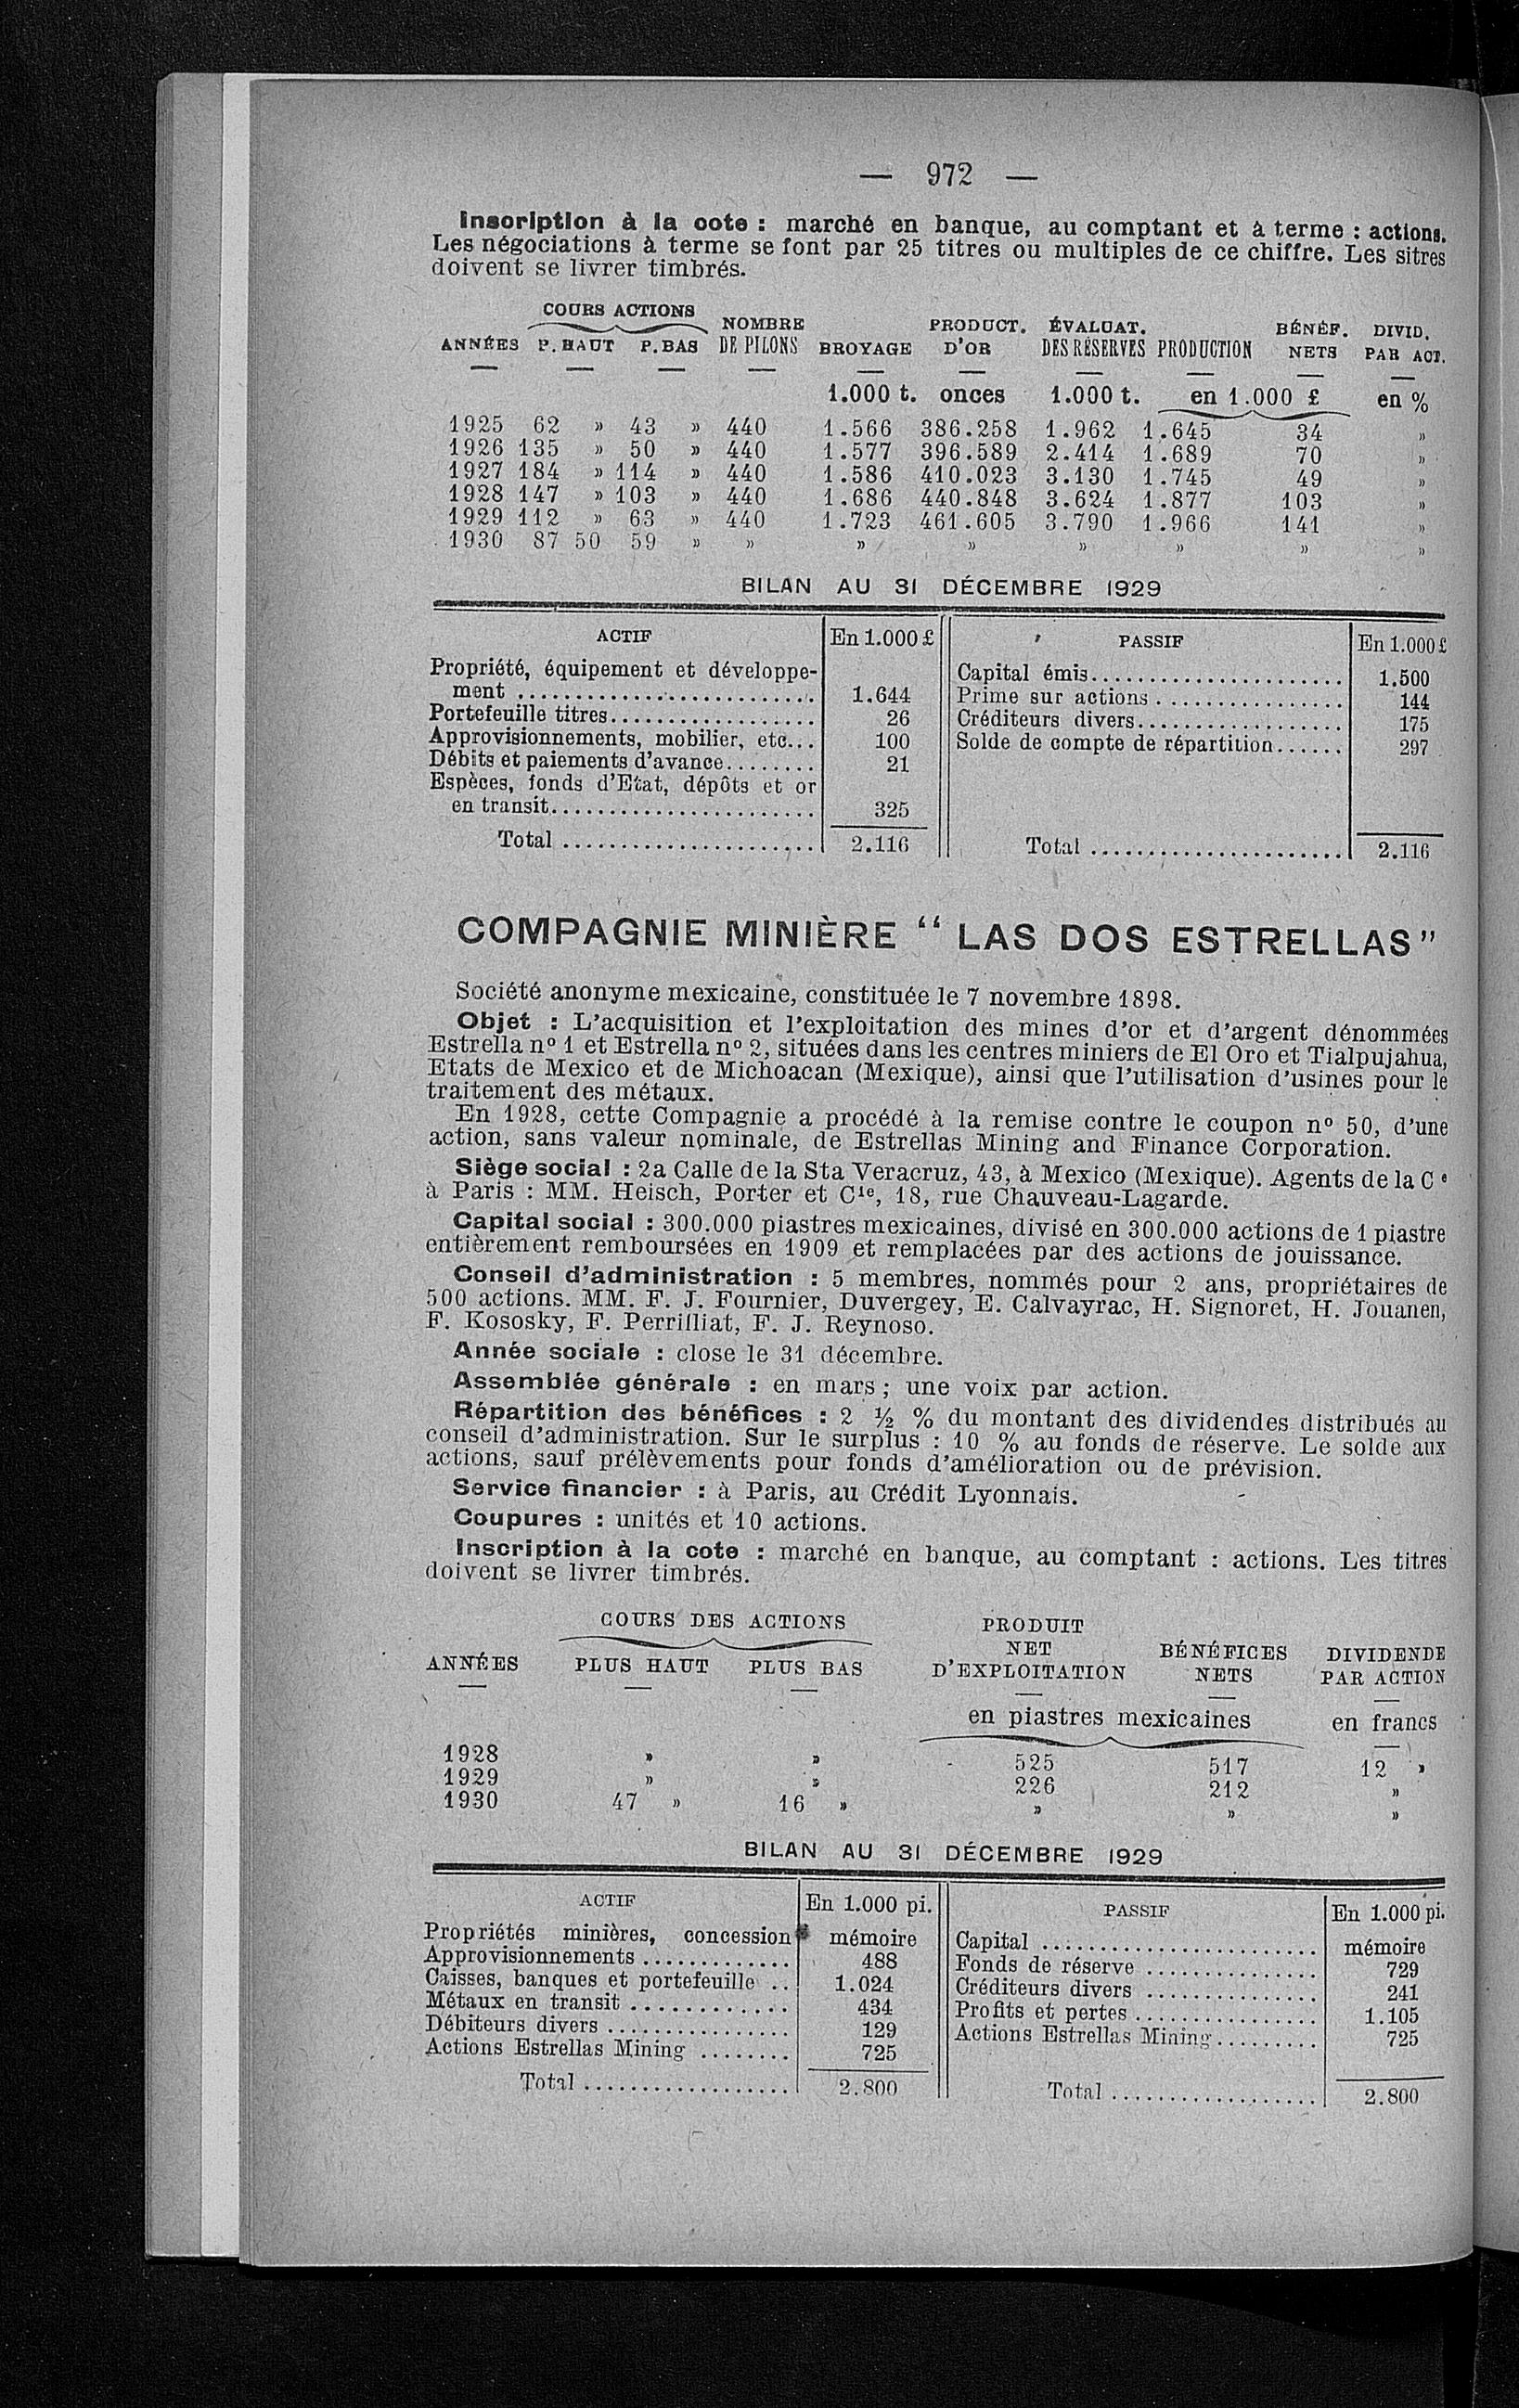 — 972 —
Inscription à la cote : marché en banque, au comptant et à terme : actions.
Les négociations à terme se font par 25 titres ou multiples de ce chiffre. Les sitres
doivent se livrer timbrés.
COURS ACTIONS
ANNÉES P. HAUT P. BAS NOMBRE DE PILONS BROYAGE PRODUCT. D'OR ÉVALUAT. DES RÉSERVES PRODUCTION BÉNÉF. NETS DIVID. PAR ACT.
1.000 t. onces 1.000 t. en 1.000 £ en %
1925 62 » 43 » 440 1.566 386.258 1.962 1.645 34 »
1926 135 » 50 » 440 1.577 396.589 2.414 1.689 70 »
1927 184 » 114 » 440 1.586 410.023 3.130 1.745 49 »
1928 147 » 103 » 440 1.686 440.848 3.624 1.877 103 »
1929 112 » 63 » 440 1.723 461.605 3.790 1.966 141 »
1930 87 50 59 » » » » » » » »
BILAN AU 31 DÉCEMBRE 1929
ACTIF En 1.000 £
Propriété, équipement et développe-
ment .......................... 1.644
Portefeuille titres.................. 26
Approvisionnements, mobilier, etc... 100
Débits et paiements d'avance........ 21
Espèces, fonds d'Etat, dépôts et or
en transit....................... 325
Total ...................... 2.116
PASSIF En 1.000 £
Capital émis...................... 1.500
Prime sur actions ................. 144
Créditeurs divers.................. 175
Solde de compte de répartition...... 297
Total ...................... 2.116
COMPAGNIE MINIÈRE “ LAS DOS ESTRELLAS ”
Société anonyme mexicaine, constituée le 7 novembre 1898.
Objet : L'acquisition et l'exploitation des mines d'or et d'argent dénommées
Estrella nº 1 et Estrella nº 2, situées dans les centres miniers de El Oro et Tialpujahua,
Etats de Mexico et de Michoacan (Mexique), ainsi que l'utilisation d'usines pour le
traitement des métaux.
En 1928, cette Compagnie a procédé à la remise contre le coupon nº 50, d'une
action, sans valeur nominale, de Estrellas Mining and Finance Corporation.
Siège social : 2a Calle de la Sta Veracruz, 43, à Mexico (Mexique). Agents de la C e
à Paris : MM. Heisch, Porter et Cie, 18, rue Chauveau-Lagarde.
Capital social : 300.000 piastres mexicaines, divisé en 300.000 actions de 1 piastre
entièrement remboursées en 1909 et remplacées par des actions de jouissance.
Conseil d'administration : 5 membres, nommés pour 2 ans, propriétaires de
500 actions. MM. F. J. Fournier, Duvergey, E. Calvayrac, H. Signoret, H. Jouanen,
F. Kososky, F. Perrilliat, F. J. Reynoso.
Année sociale : close le 31 décembre.
Assemblée générale : en mars ; une voix par action.
Répartition des bénéfices : 2 ½ % du montant des dividendes distribués au
conseil d'administration. Sur le surplus : 10 % au fonds de réserve. Le solde aux
actions, sauf prélèvements pour fonds d'amélioration ou de prévision.
Service financier : à Paris, au Crédit Lyonnais.
Coupures : unités et 10 actions.
Inscription à la cote : marché en banque, au comptant : actions. Les titres
doivent se livrer timbrés.
COURS DES ACTIONS
ANNÉES PLUS HAUT PLUS BAS PRODUIT NET D'EXPLOITATION BÉNÉFICES NETS DIVIDENDE PAR ACTION
en piastres mexicaines en francs
1928 » » 525 517 12 »
1929 » » 226 212 »
1930 47 » 16 » » » »
BILAN AU 31 DÉCEMBRE 1929
ACTIF En 1.000 pi.
Propriétés minières, concession mémoire
Approvisionnements ............. 488
Caisses, banques et portefeuille .. 1.024
Métaux en transit .............. 434
Débiteurs divers ................ 129
Actions Estrellas Mining ........ 725
Total .................. 2.800
PASSIF En 1.000 pi.
Capital ........................ mémoire
Fonds de réserve ............... 729
Créditeurs divers ............... 241
Profits et pertes ................ 1.105
Actions Estrellas Mining......... 725
Total .................. 2.800